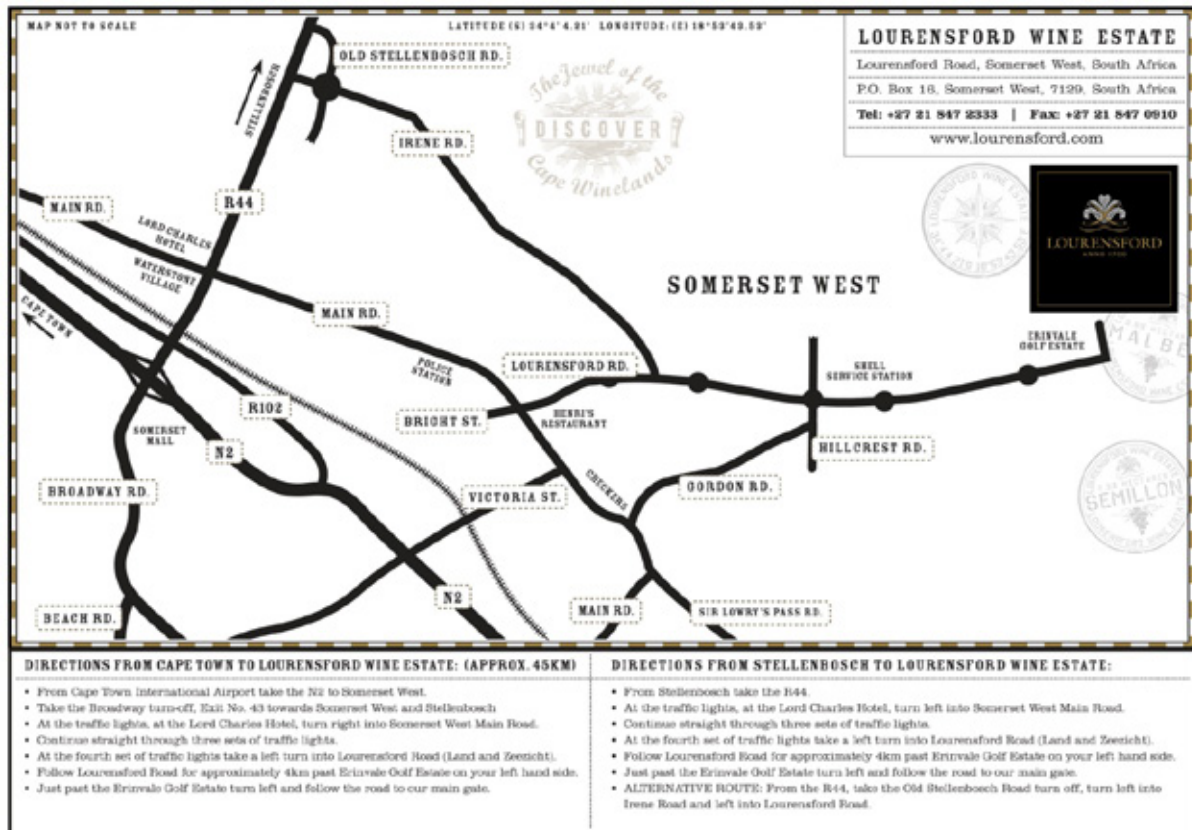 MAP NOT TO SCALE
LATITUDE (S) 34°4' 4.21" LONGITUDE: (E) 18°53'43.53"
LOURENSFORD WINE ESTATE
Lourensford Road, Somerset West, South Africa
P.O. Box 16, Somerset West, 7129, South Africa
Tel: +27 21 847 2333 | Fax: +27 21 847 0910
www.lourensford.com
OLD STELLENBOSCH RD.
STELLENBOSCH
The Jewel of the
DISCOVER
Cape Winelands
IRENE RD.
R44
MAIN RD.
LORD CHARLES
HOTEL
WATERSTONE
VILLAGE
LOURENSFORD
SOMERSET WEST
CAPE TOWN
MAIN RD.
ERINVALE
GOLF ESTATE
POLICE
STATION
LOURENSFORD RD.
SHELL
SERVICE STATION
R102
BRIGHT ST.
HENRI'S
RESTAURANT
SOMERSET
MALL
N2
HILLCREST RD.
BROADWAY RD.
VICTORIA ST.
CHECKERS
GORDON RD.
SEMILLON
BEACH RD.
N2
MAIN RD.
SIR LOWRY'S PASS RD.
DIRECTIONS FROM CAPE TOWN TO LOURENSFORD WINE ESTATE: (APPROX. 45KM)
• From Cape Town International Airport take the N2 to Somerset West.
• Take the Broadway turn-off, Exit No. 43 towards Somerset West and Stellenbosch
• At the traffic lights, at the Lord Charles Hotel, turn right into Somerset West Main Road.
• Continue straight through three sets of traffic lights.
• At the fourth set of traffic lights take a left turn into Lourensford Road (Land and Zeezicht).
• Follow Lourensford Road for approximately 4km past Erinvale Golf Estate on your left hand side.
• Just past the Erinvale Golf Estate turn left and follow the road to our main gate.
DIRECTIONS FROM STELLENBOSCH TO LOURENSFORD WINE ESTATE:
• From Stellenbosch take the R44.
• At the traffic lights, at the Lord Charles Hotel, turn left into Somerset West Main Road.
• Continue straight through three sets of traffic lights.
• At the fourth set of traffic lights take a left turn into Lourensford Road (Land and Zeezicht).
• Follow Lourensford Road for approximately 4km past Erinvale Golf Estate on your left hand side.
• Just past the Erinvale Golf Estate turn left and follow the road to our main gate.
• ALTERNATIVE ROUTE: From the R44, take the Old Stellenbosch Road turn off, turn left into
Irene Road and left into Lourensford Road.